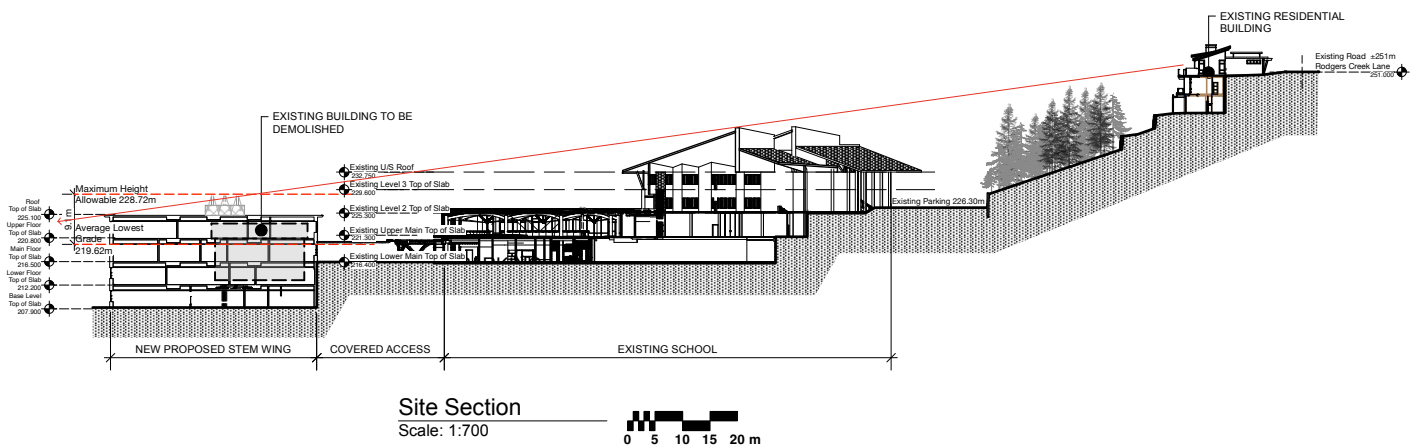 EXISTING RESIDENTIAL
BUILDING
Existing Road ±251m
Rodgers Creek Lane
251.000
EXISTING BUILDING TO BE
DEMOLISHED
Existing U/S Roof
232.750
Existing Level 3 Top of Slab
229.600
Maximum Height
Allowable 228.72m
Roof
Top of Slab
225.100
9.1 m
Existing Level 2 Top of Slab
225.300
Existing Parking 226.30m
Upper Floor
Top of Slab
220.800
Average Lowest
Grade
219.62m
Existing Upper Main Top of Slab
221.300
Main Floor
Top of Slab
216.500
Existing Lower Main Top of Slab
216.400
Lower Floor
Top of Slab
212.200
Base Level
Top of Slab
207.900
NEW PROPOSED STEM WING
COVERED ACCESS
EXISTING SCHOOL
Site Section
Scale: 1:700
0 5 10 15 20 m